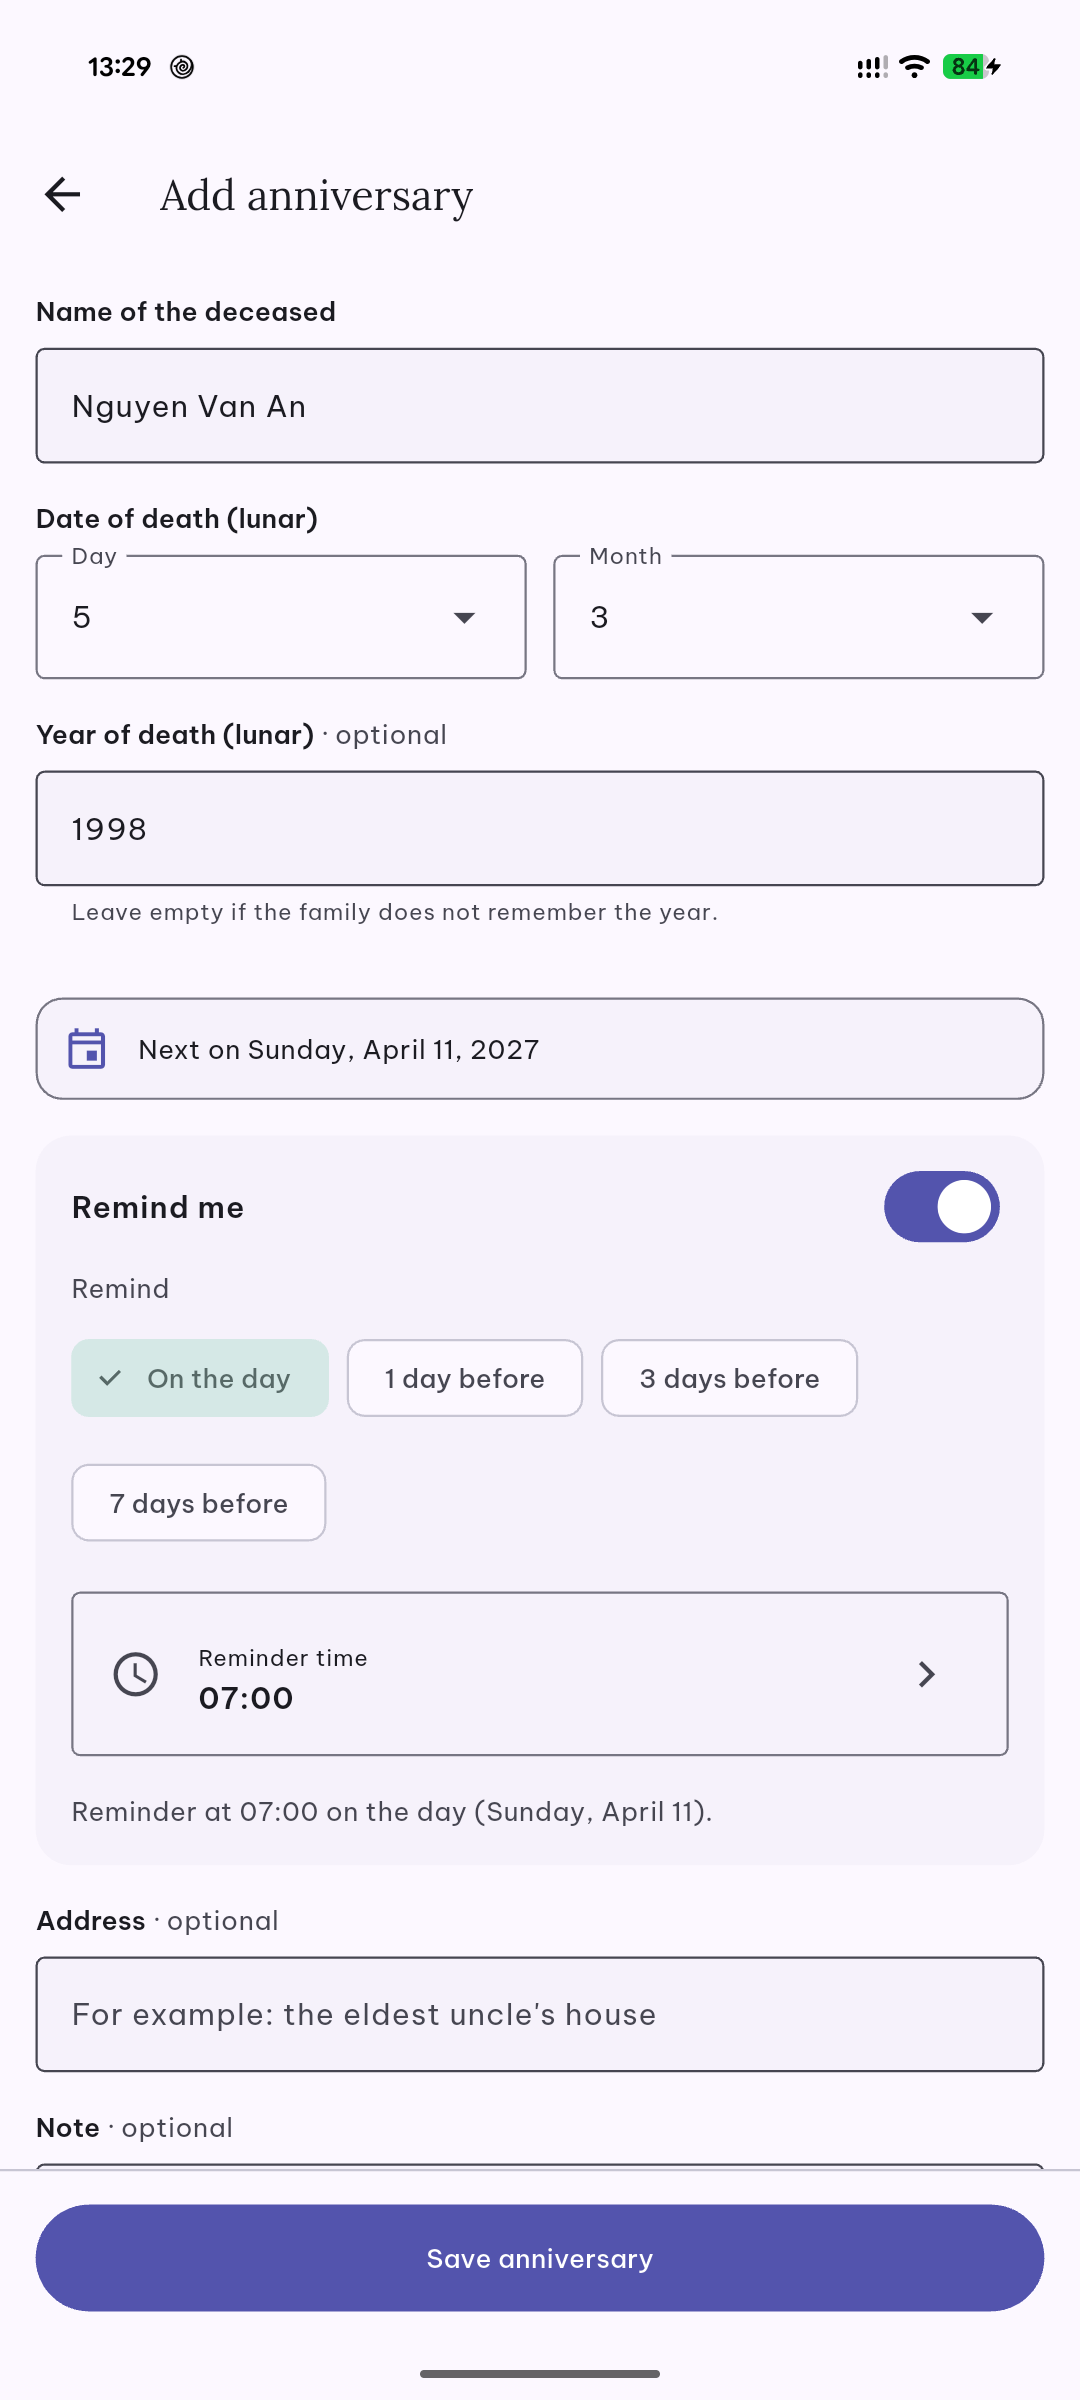 13:29
84
Add anniversary
Name of the deceased
Nguyen Van An
Date of death (lunar)
Day
Month
5
3
Year of death (lunar) · optional
1998
Leave empty if the family does not remember the year.
Next on Sunday, April 11, 2027
Remind me
Remind
On the day
1 day before
3 days before
7 days before
Reminder time
07:00
Reminder at 07:00 on the day (Sunday, April 11).
Address · optional
For example: the eldest uncle's house
Note · optional
Save anniversary